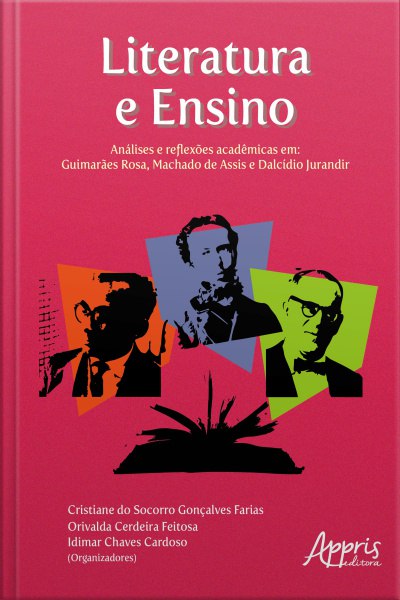 Literatura
e Ensino
Análises e reflexões acadêmicas em:
Guimarães Rosa, Machado de Assis e Dalcídio Jurandir
Cristiane do Socorro Gonçalves Farias
Orivalda Cerdeira Feitosa
Idimar Chaves Cardoso
(Organizadores)
Appris
editora